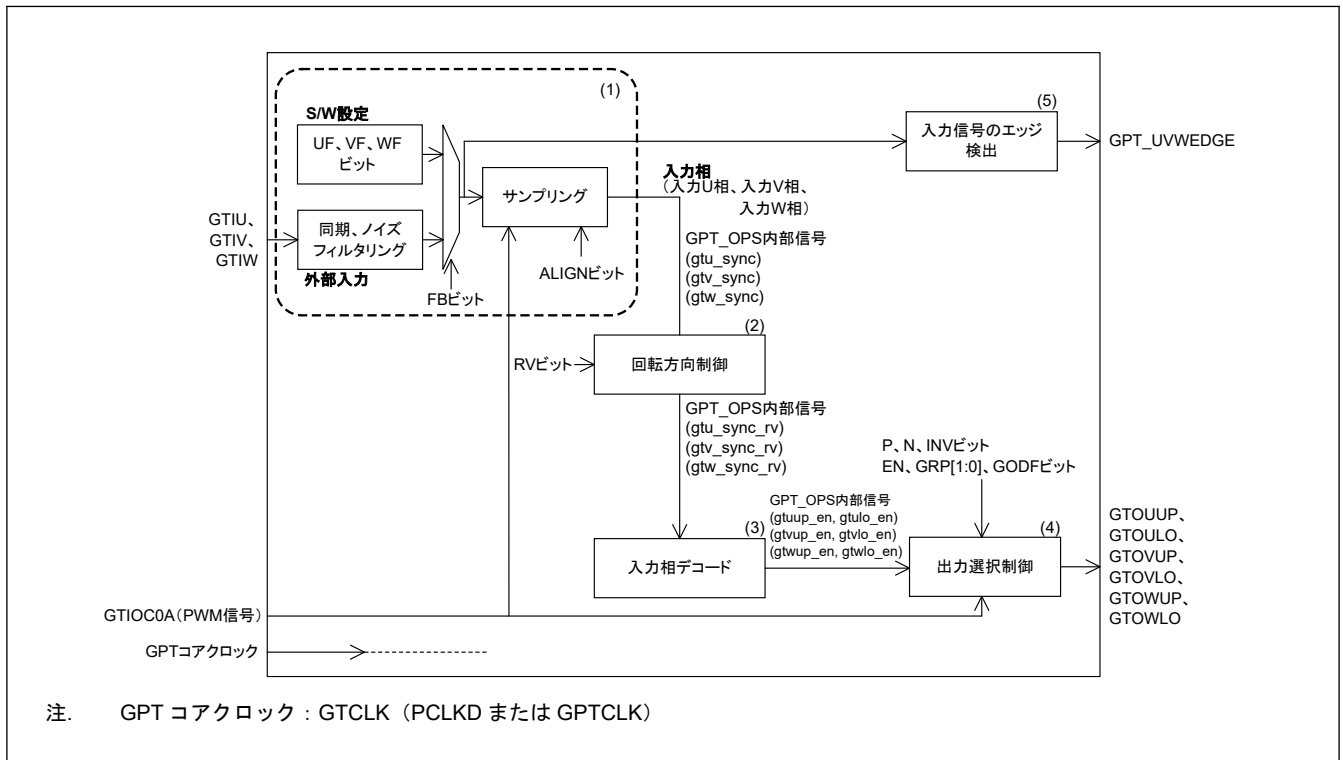 (1)
S/W設定
UF、VF、WF
ビット
GTIU、
GTIV、
GTIW
同期、ノイズ
フィルタリング
外部入力
FBビット
サンプリング
ALIGNビット
入力相
(入力U相、入力V相、
入力W相)
(5)
入力信号のエッジ
検出
GPT_UVWEDGE
GPT_OPS内部信号
(gtu_sync)
(gtv_sync)
(gtw_sync)
(2)
RVビット
回転方向制御
GPT_OPS内部信号
(gtu_sync_rv)
(gtv_sync_rv)
(gtw_sync_rv)
P、N、INVビット
EN、GRP[1:0]、GODFビット
GPT_OPS内部信号
(gtuup_en, gtulo_en)
(gtvup_en, gtvlo_en)
(gtwup_en, gtwlo_en)
(3)
入力相デコード
(4)
出力選択制御
GTOUUP、
GTOULO、
GTOVUP、
GTOVLO、
GTOWUP、
GTOWLO
GTIOC0A(PWM信号)
GPTコアクロック
注. GPT コアクロック：GTCLK（PCLKD または GPTCLK）